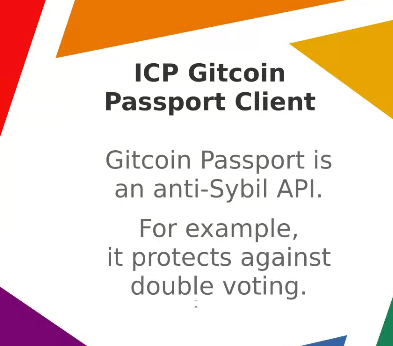 ICP Gitcoin
Passport Client
Gitcoin Passport is
an anti-Sybil API.
For example,
it protects against
double voting.